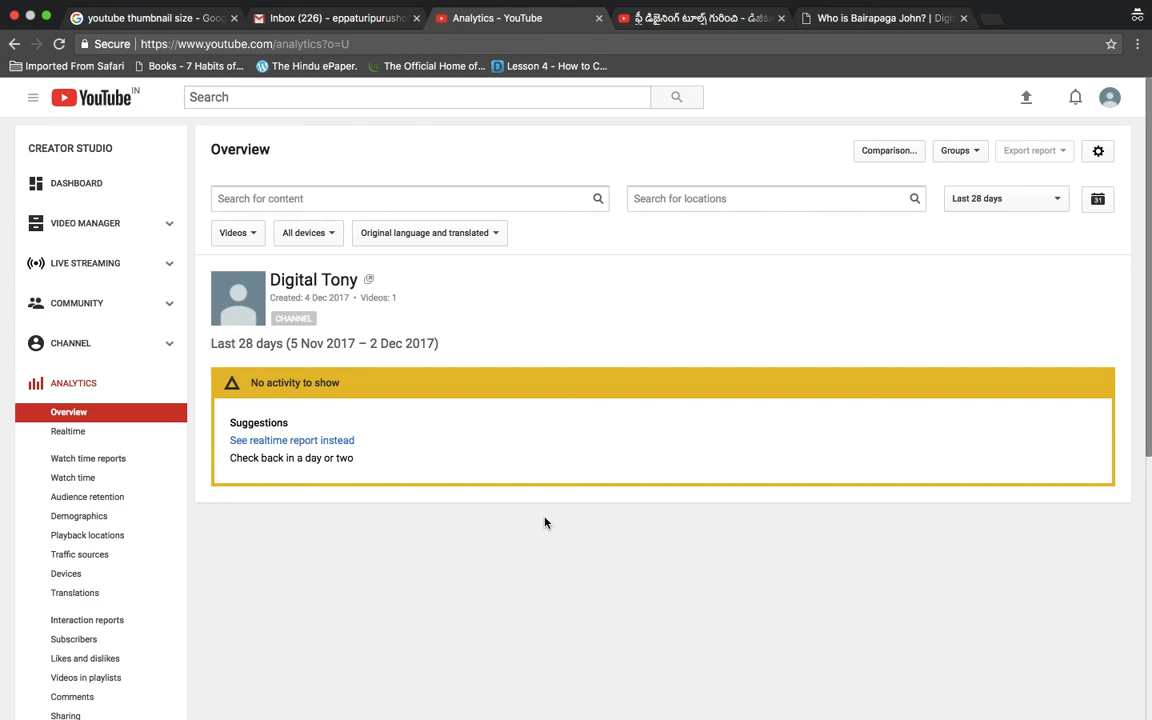 youtube thumbnail size - Goo
Inbox (226) - eppaturipurusho
Analytics - YouTube
ఫ్రీ డిజైనింగ్ టూల్స్ గురించి - డిజిట
Who is Bairapaga John? | Digi
Secure
https://www.youtube.com/analytics?o=U
Imported From Safari
Books - 7 Habits of...
The Hindu ePaper.
The Official Home of...
Lesson 4 - How to C...
YouTube IN
Search
CREATOR STUDIO
DASHBOARD
VIDEO MANAGER
LIVE STREAMING
COMMUNITY
CHANNEL
ANALYTICS
Overview
Realtime
Watch time reports
Watch time
Audience retention
Demographics
Playback locations
Traffic sources
Devices
Translations
Interaction reports
Subscribers
Likes and dislikes
Videos in playlists
Comments
Sharing
Overview
Comparison...
Groups
Export report
Search for content
Search for locations
Last 28 days
31
Videos
All devices
Original language and translated
Digital Tony
Created: 4 Dec 2017 • Videos: 1
CHANNEL
Last 28 days (5 Nov 2017 – 2 Dec 2017)
No activity to show
Suggestions
See realtime report instead
Check back in a day or two